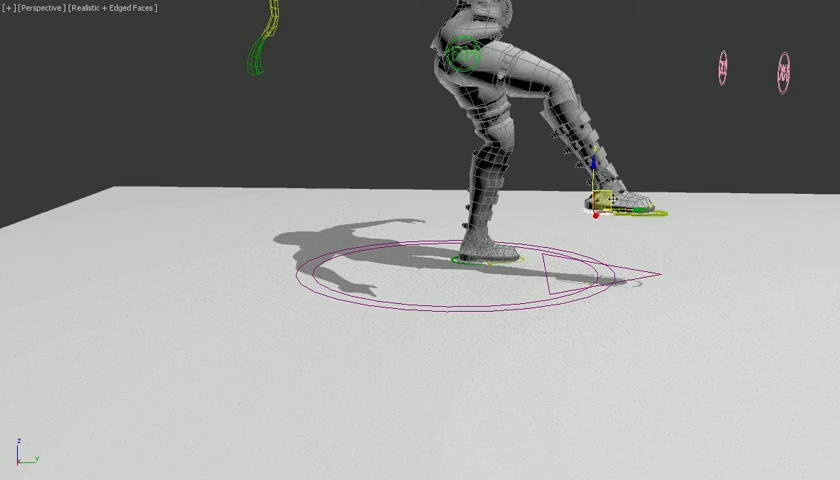 [ + ] [Perspective ] [Realistic + Edged Faces ]
z
z
y
x